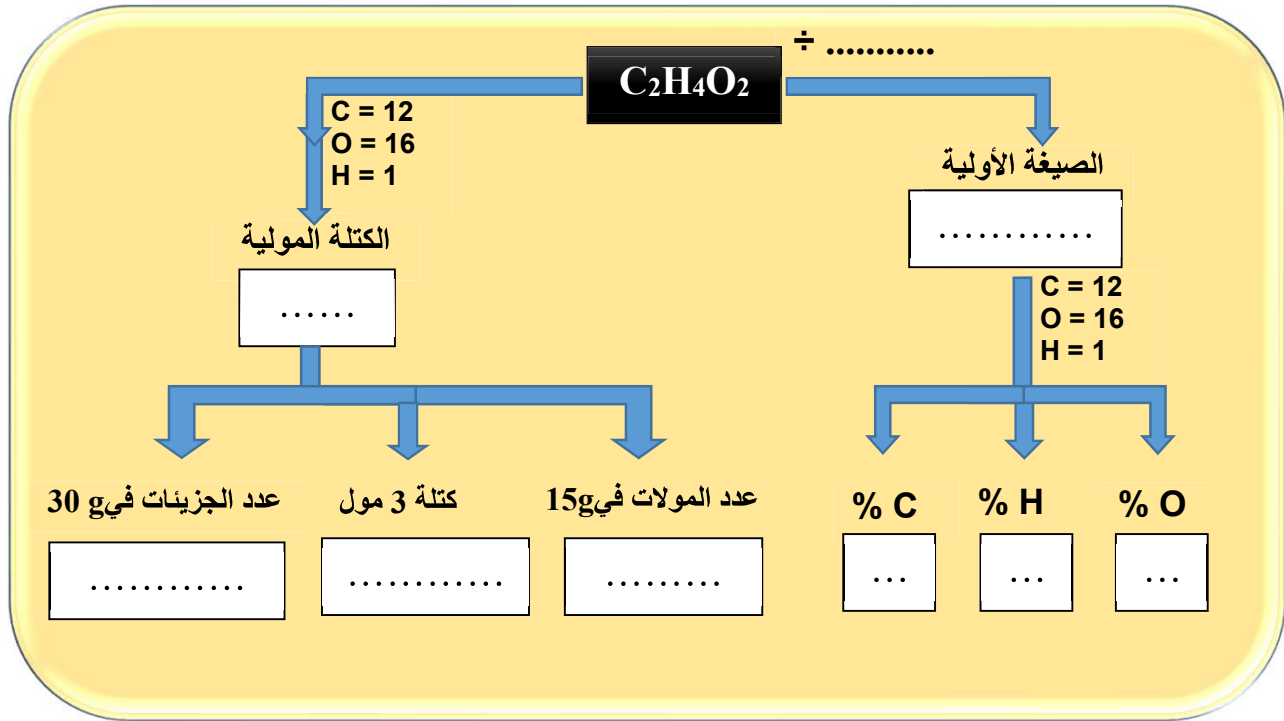 ÷ ...........
C₂H₄O₂
C = 12
O = 16
H = 1
الصيغة الأولية
............
الكتلة المولية
......
C = 12
O = 16
H = 1
عدد الجزيئات في30 g
كتلة 3 مول
عدد المولات في15g
% C
% H
% O
............
............
.........
...
...
...